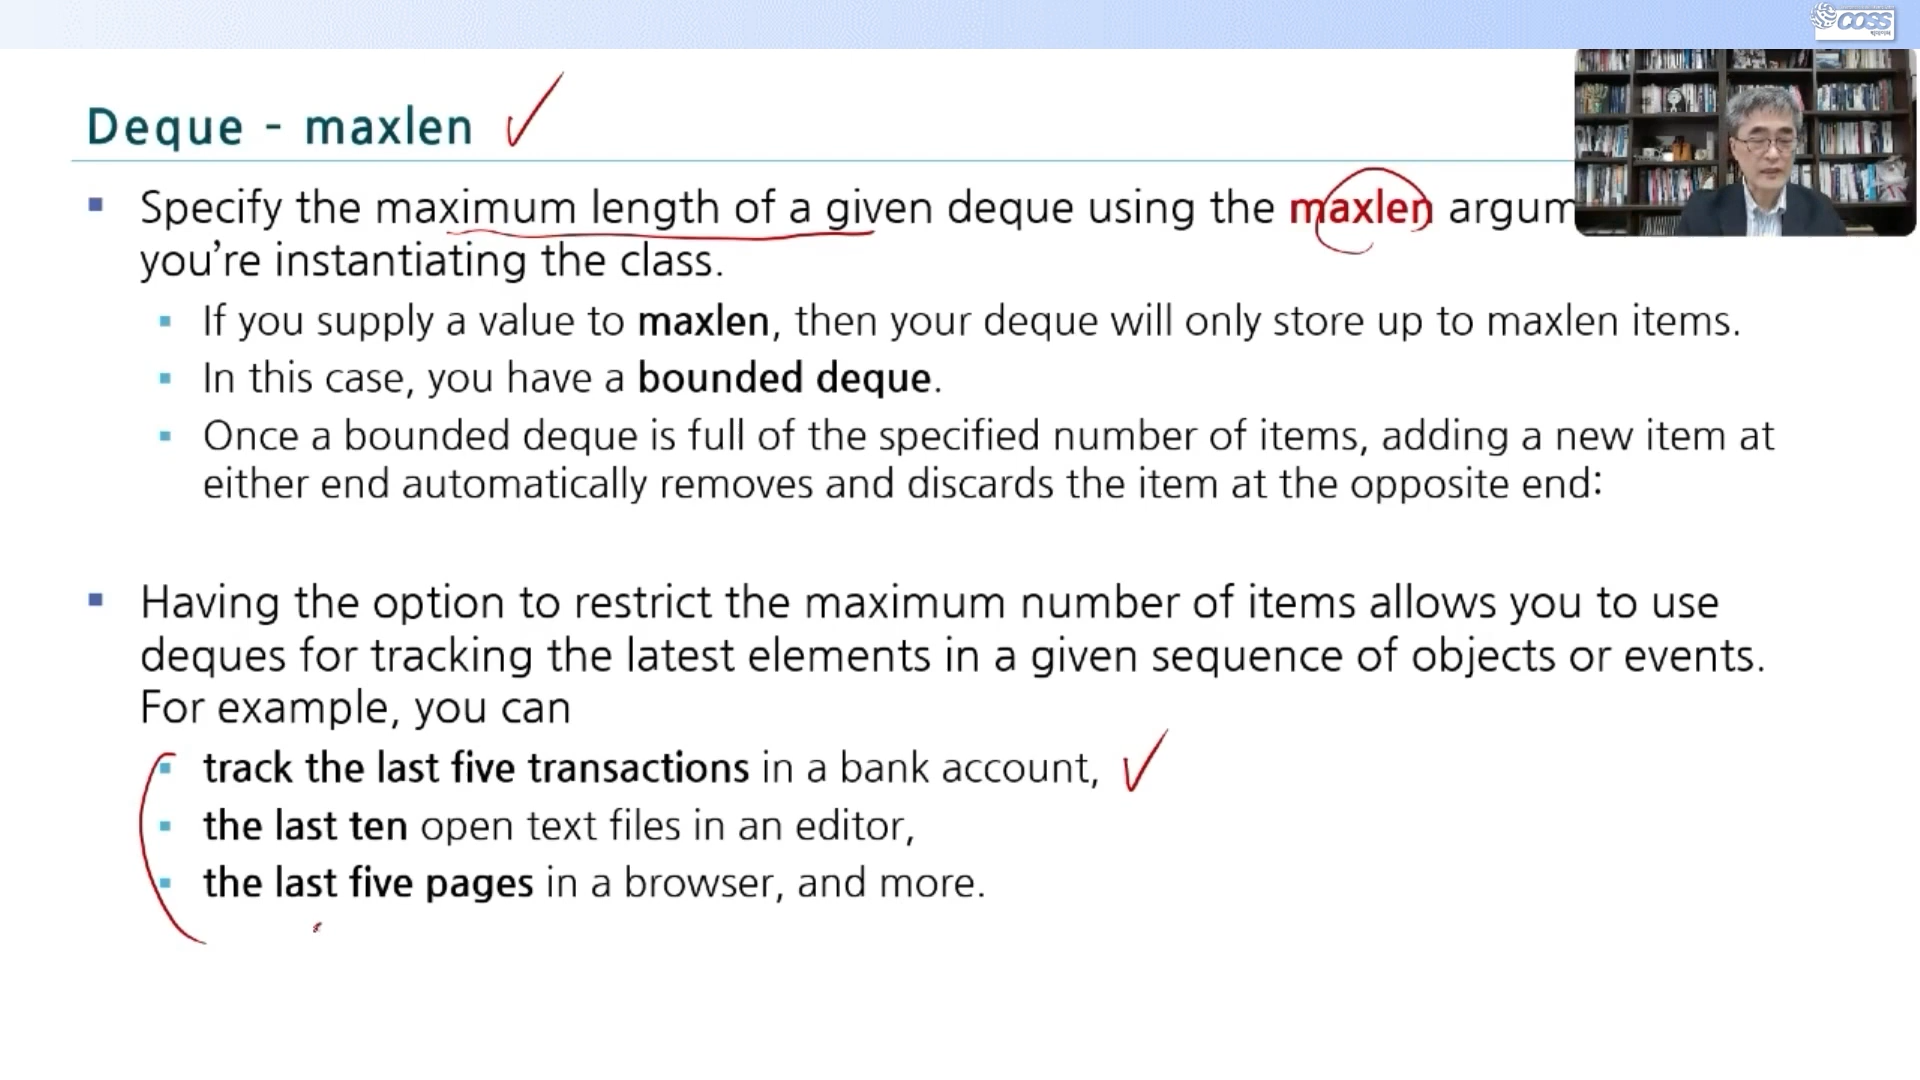 COSS
Deque - maxlen
Specify the maximum length of a given deque using the maxlen argum
you're instantiating the class.
If you supply a value to maxlen, then your deque will only store up to maxlen items.
In this case, you have a bounded deque.
Once a bounded deque is full of the specified number of items, adding a new item at
either end automatically removes and discards the item at the opposite end:
Having the option to restrict the maximum number of items allows you to use
deques for tracking the latest elements in a given sequence of objects or events.
For example, you can
track the last five transactions in a bank account,
the last ten open text files in an editor,
the last five pages in a browser, and more.